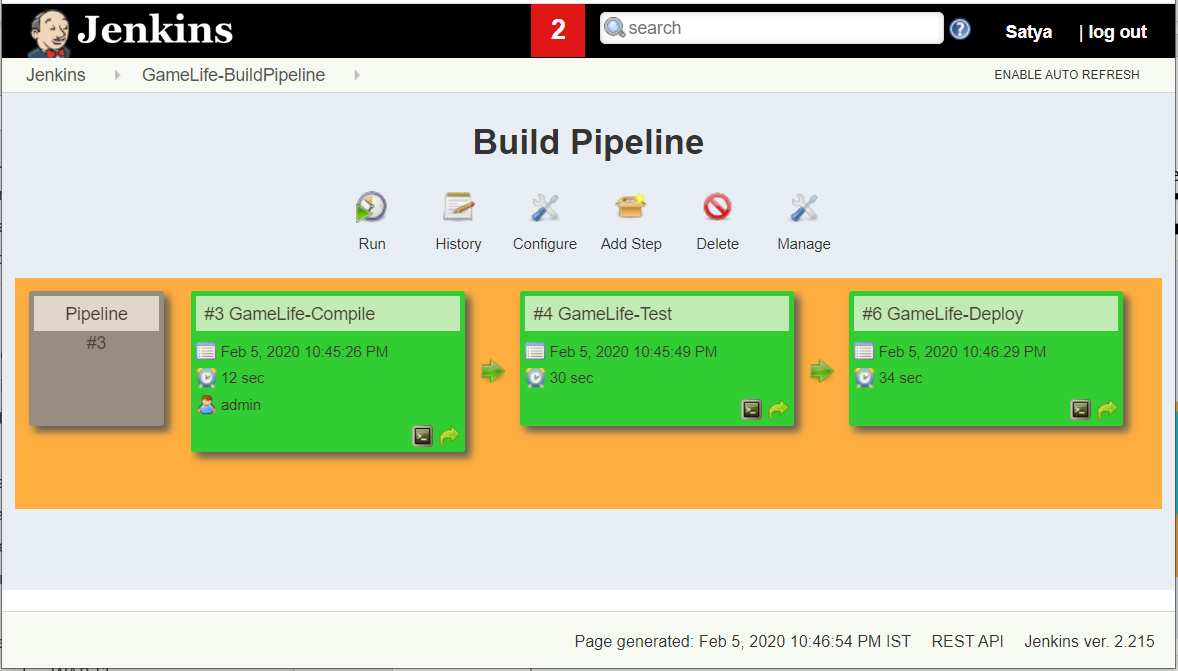 Jenkins
2
search
Satya
| log out
Jenkins
GameLife-BuildPipeline
ENABLE AUTO REFRESH
Build Pipeline
Run
History
Configure
Add Step
Delete
Manage
Pipeline
#3
#3 GameLife-Compile
Feb 5, 2020 10:45:26 PM
12 sec
admin
#4 GameLife-Test
Feb 5, 2020 10:45:49 PM
30 sec
#6 GameLife-Deploy
Feb 5, 2020 10:46:29 PM
34 sec
Page generated: Feb 5, 2020 10:46:54 PM IST
REST API
Jenkins ver. 2.215